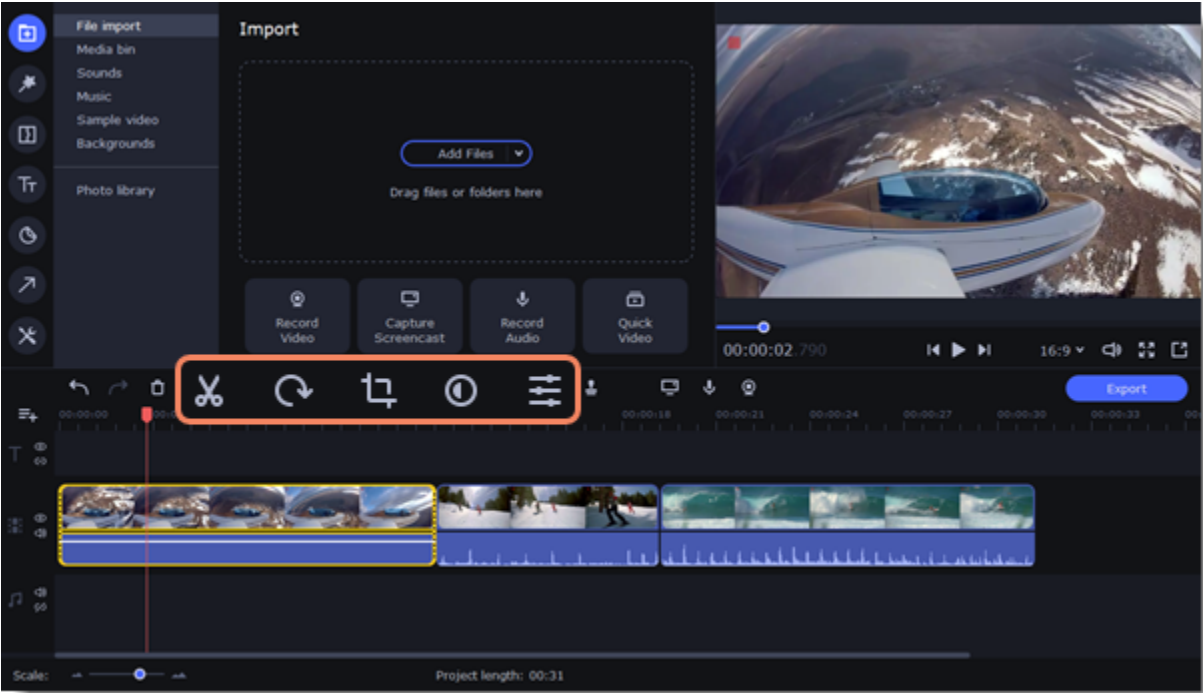 File import
Media bin
Sounds
Music
Sample video
Backgrounds
Photo library
Import
Add Files
Drag files or folders here
Record Video
Capture Screencast
Record Audio
Quick Video
00:00:02.790
16:9
Export
00:00:00
00:00:18
00:00:21
00:00:24
00:00:27
00:00:30
00:00:33
Scale:
Project length: 00:31